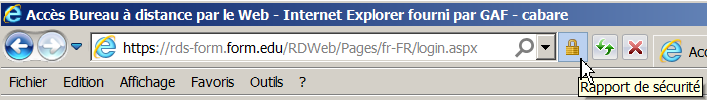 Accès Bureau à distance par le Web - Internet Explorer fourni par GAF - cabare
https://rds-form.form.edu/RDWeb/Pages/fr-FR/login.aspx
Acc
Fichier Edition Affichage Favoris Outils ?
Rapport de sécurité